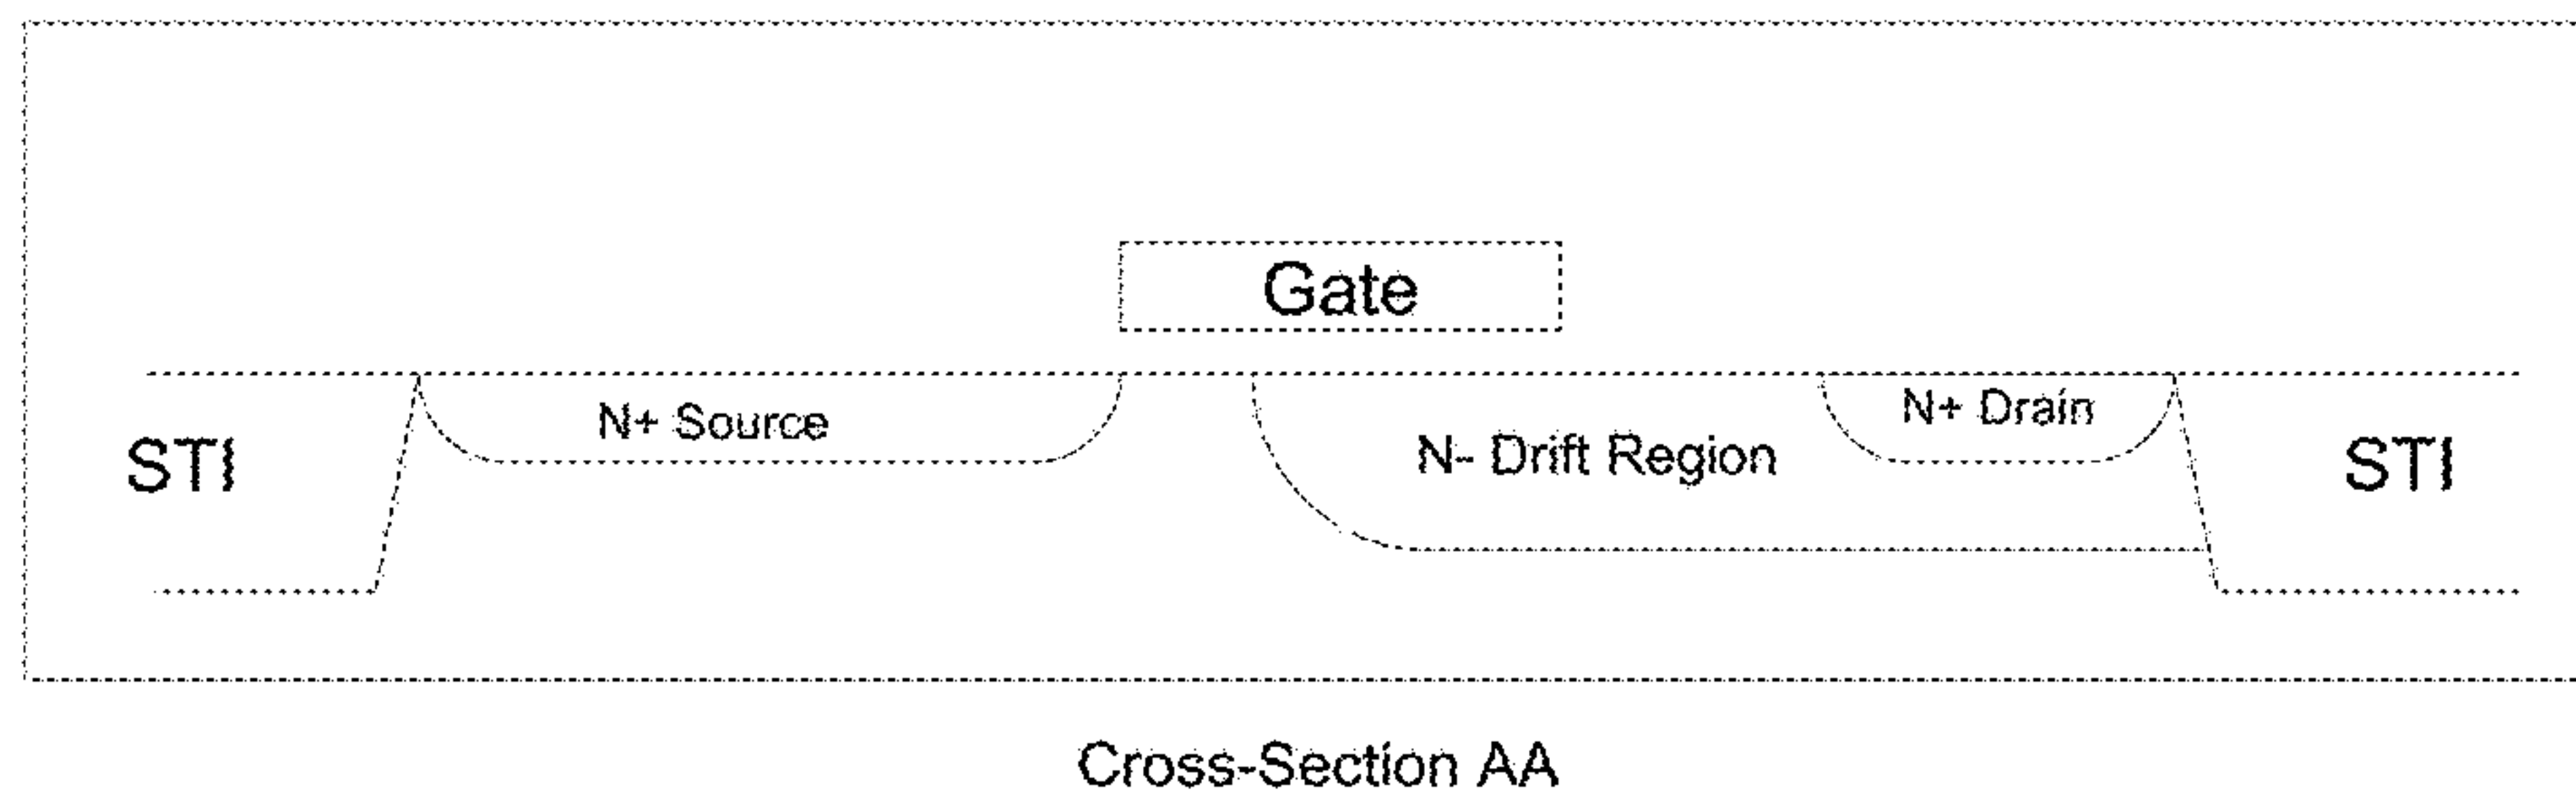 Gate
N+ Source
N+ Drain
STI
N- Drift Region
STI
Cross-Section AA